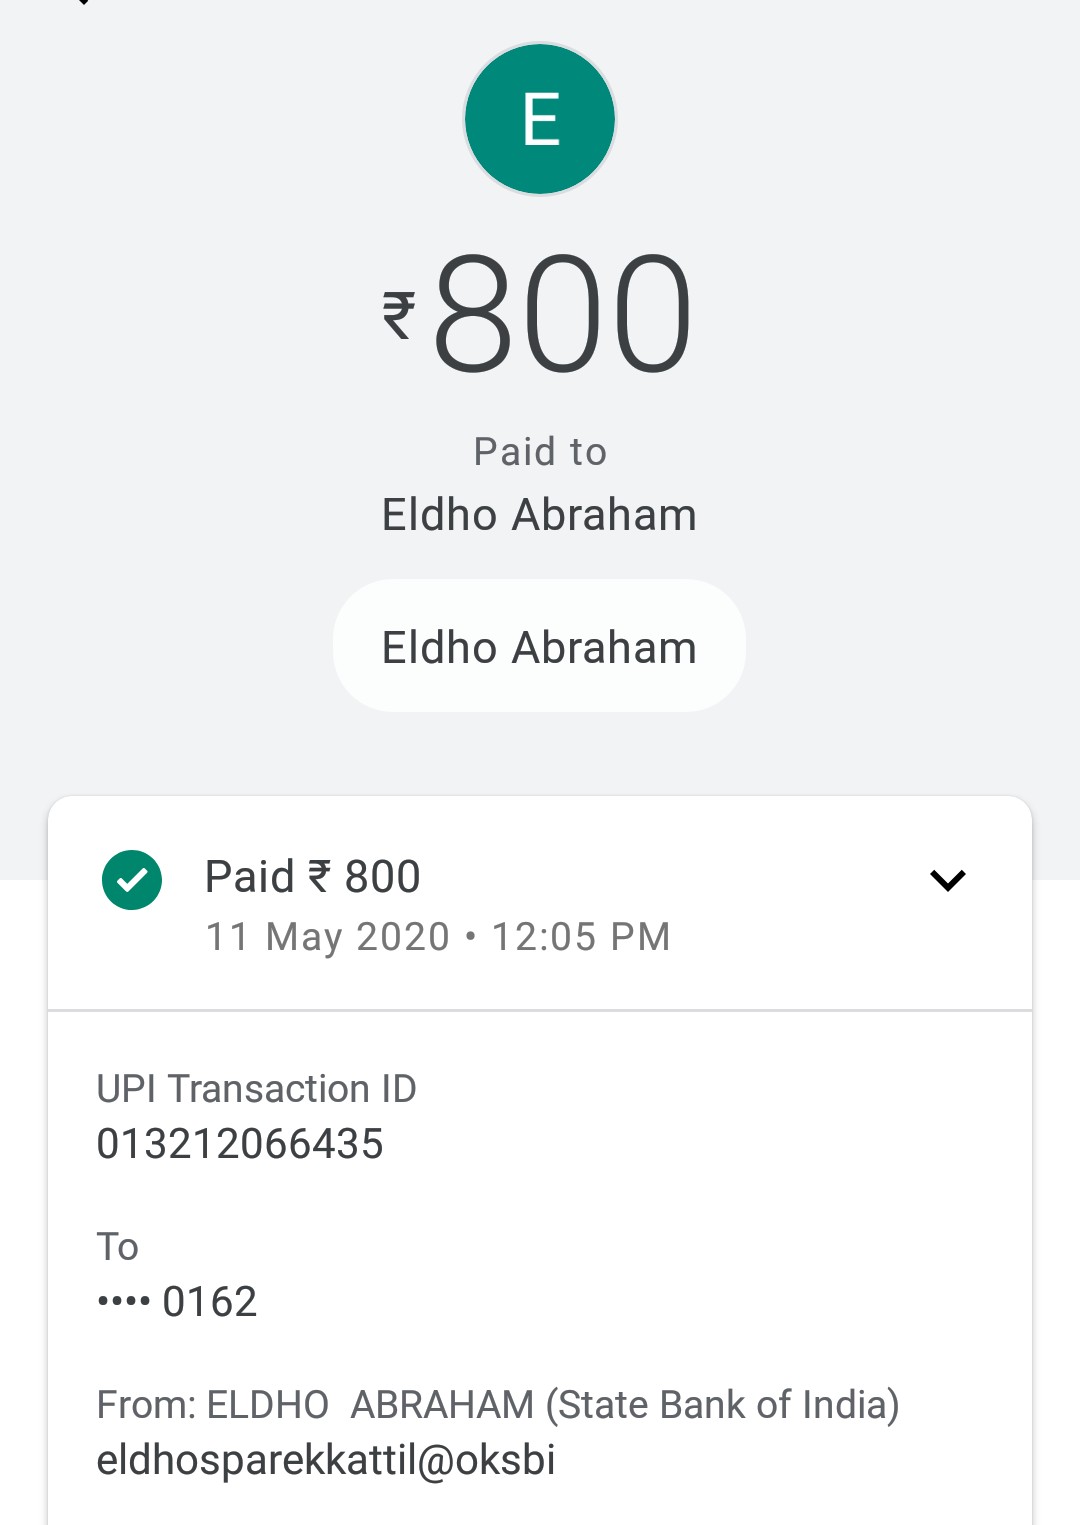 E
₹800
Paid to
Eldho Abraham
Eldho Abraham
Paid ₹ 800
11 May 2020 • 12:05 PM
UPI Transaction ID
013212066435
To
•••• 0162
From: ELDHO  ABRAHAM (State Bank of India)
eldhosparekkattil@oksbi